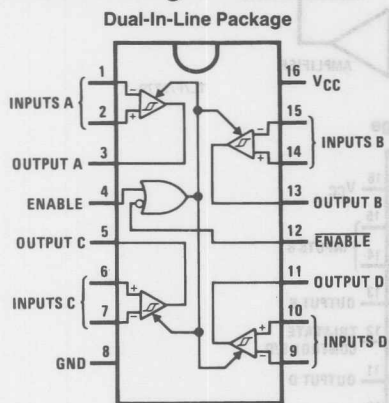 Dual-In-Line Package
1
16
VCC
INPUTS A
2
15
INPUTS B
14
OUTPUT A
3
13
OUTPUT B
ENABLE
4
12
ENABLE
OUTPUT C
5
11
OUTPUT D
INPUTS C
6
10
INPUTS D
7
9
GND
8